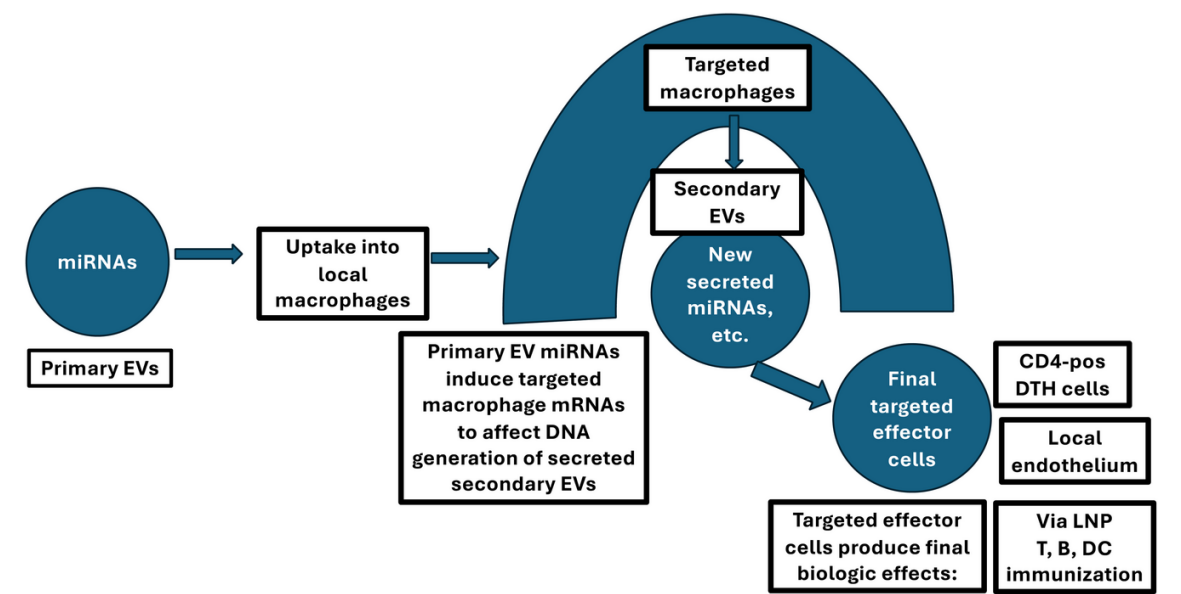 miRNAs
Primary EVs
Uptake into
local
macrophages
Targeted
macrophages
Secondary
EVs
New
secreted
miRNAs,
etc.
Primary EV miRNAs
induce targeted
macrophage mRNAs
to affect DNA
generation of secreted
secondary EVs
Final
targeted
effector
cells
CD4-pos
DTH cells
Local
endothelium
Targeted effector
cells produce final
biologic effects:
Via LNP
T, B, DC
immunization